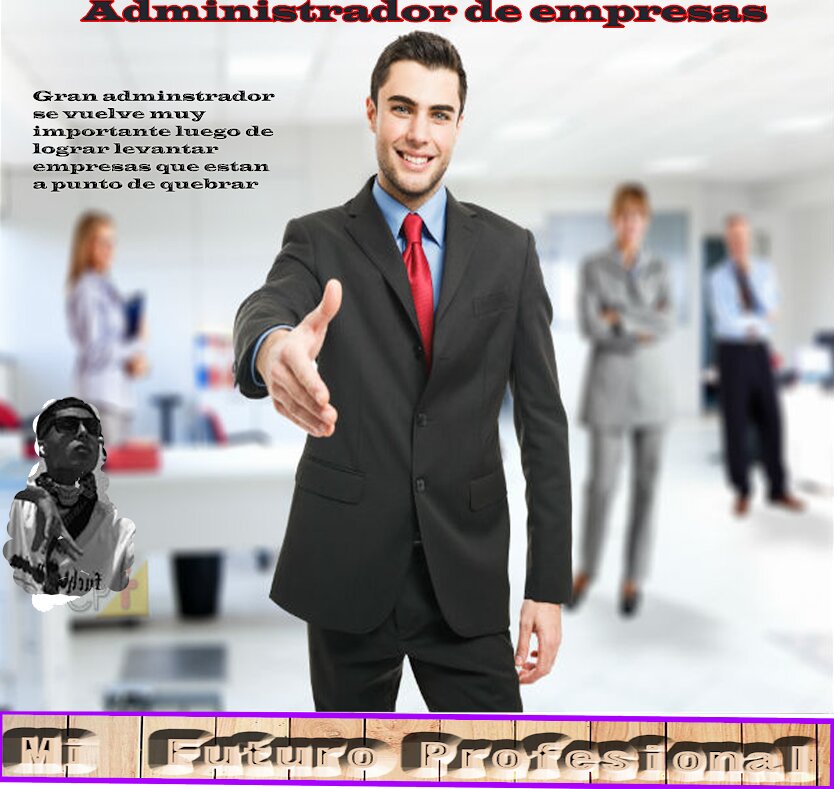 Administrador de empresas
Gran adminstrador
se vuelve muy
importante luego de
lograr levantar
empresas que estan
a punto de quebrar
CPT
Mi Futuro Profesional